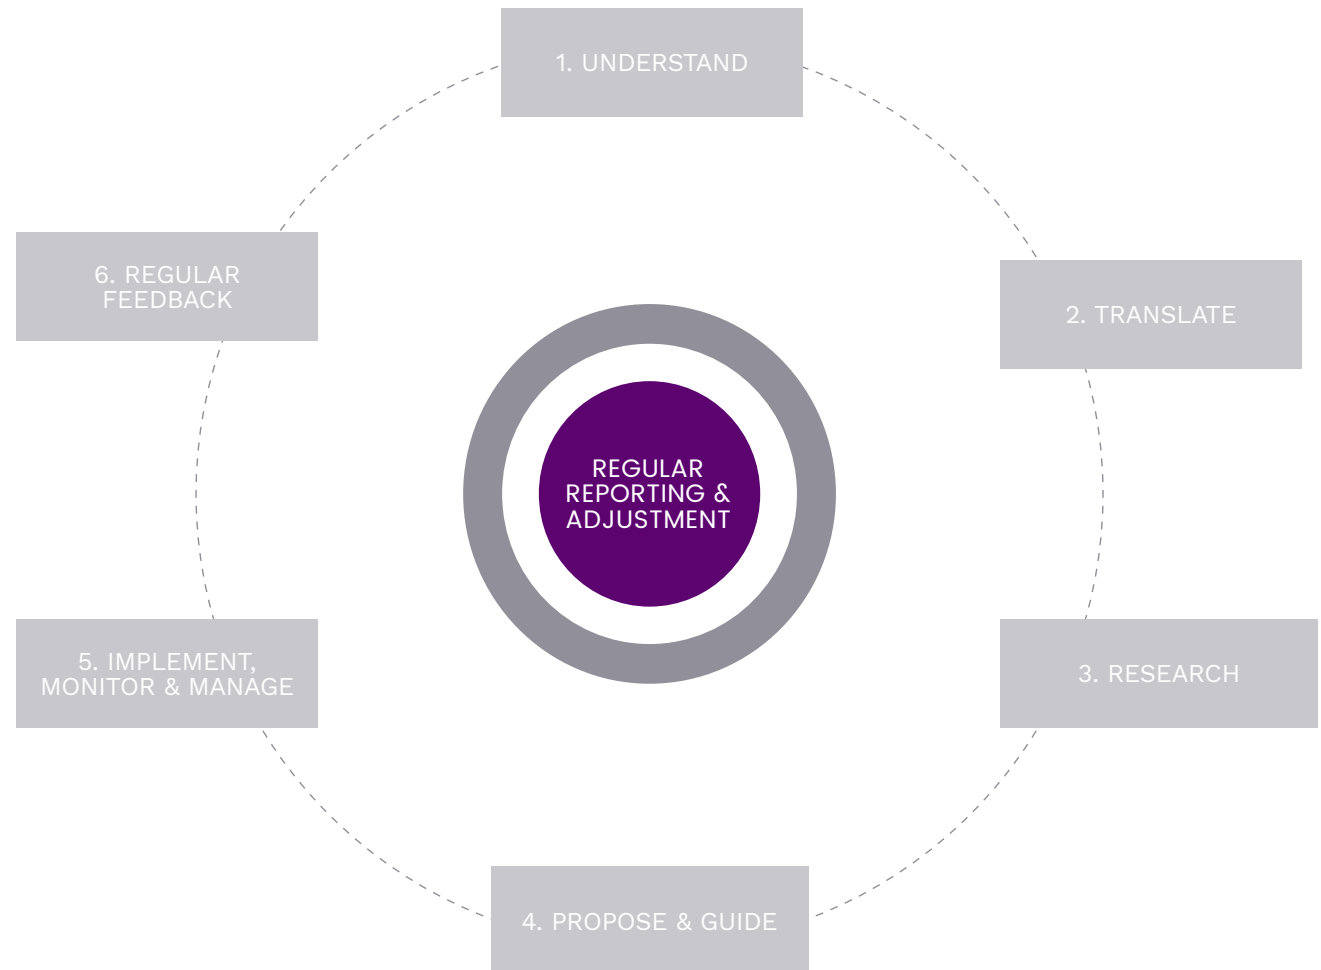 1. UNDERSTAND
2. TRANSLATE
3. RESEARCH
4. PROPOSE & GUIDE
5. IMPLEMENT,
MONITOR & MANAGE
6. REGULAR
FEEDBACK
REGULAR
REPORTING &
ADJUSTMENT